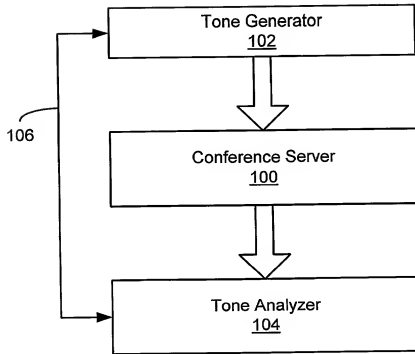 Tone Generator
102
106
Conference Server
100
Tone Analyzer
104